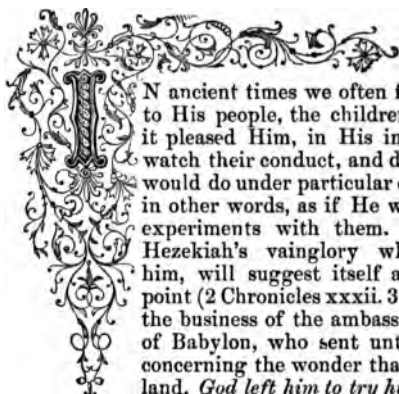 IN ancient times we often f
to His people, the children
it pleased Him, in His in
watch their conduct, and d
would do under particular c
in other words, as if He w
experiments with them.
Hezekiah's vainglory wh
him, will suggest itself a
point (2 Chronicles xxxii. 3
the business of the ambass
of Babylon, who sent unt
concerning the wonder tha
land. God left him to try h